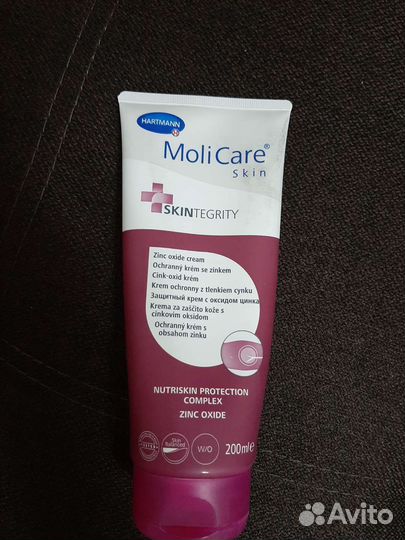 HARTMANN
MoliCare®
Skin
SKINTEGRITY
Zinc oxide cream
Ochranný krém se zinkem
Cink-oxid krém
Krem ochronny z tlenkiem cynku
Защитный крем с оксидом цинка
Krema za zaščito kože s
cinkovim oksidom
Ochranný krém s
obsahom zinku
NUTRISKIN PROTECTION
COMPLEX
ZINC OXIDE
Skin
Balanced
W/O
200ml℮
Avito